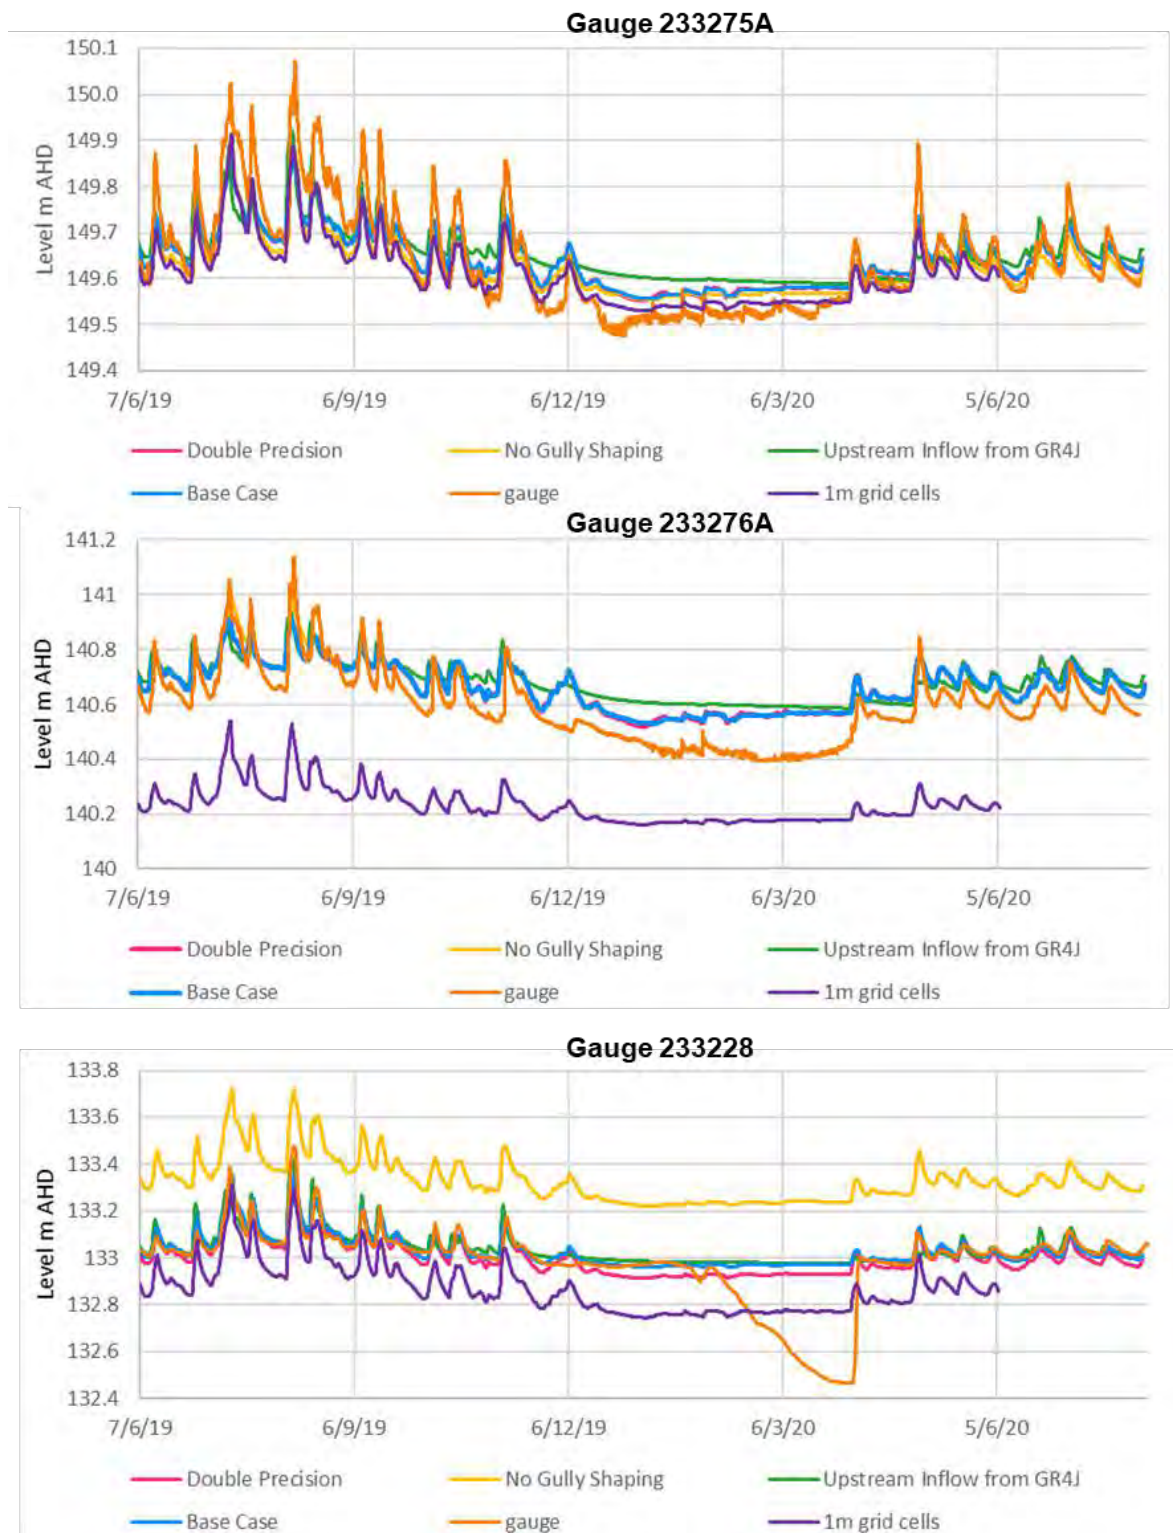 Gauge 233275A
150.1
150.0
149.9
149.8
149.7
149.6
149.5
149.4
Level m AHD
7/6/19 6/9/19 6/12/19 6/3/20 5/6/20
Double Precision No Gully Shaping Upstream Inflow from GR4J
Base Case gauge 1m grid cells
Gauge 233276A
141.2
141
140.8
140.6
140.4
140.2
140
Level m AHD
7/6/19 6/9/19 6/12/19 6/3/20 5/6/20
Double Precision No Gully Shaping Upstream Inflow from GR4J
Base Case gauge 1m grid cells
Gauge 233228
133.8
133.6
133.4
133.2
133
132.8
132.6
132.4
Level m AHD
7/6/19 6/9/19 6/12/19 6/3/20 5/6/20
Double Precision No Gully Shaping Upstream Inflow from GR4J
Base Case gauge 1m grid cells